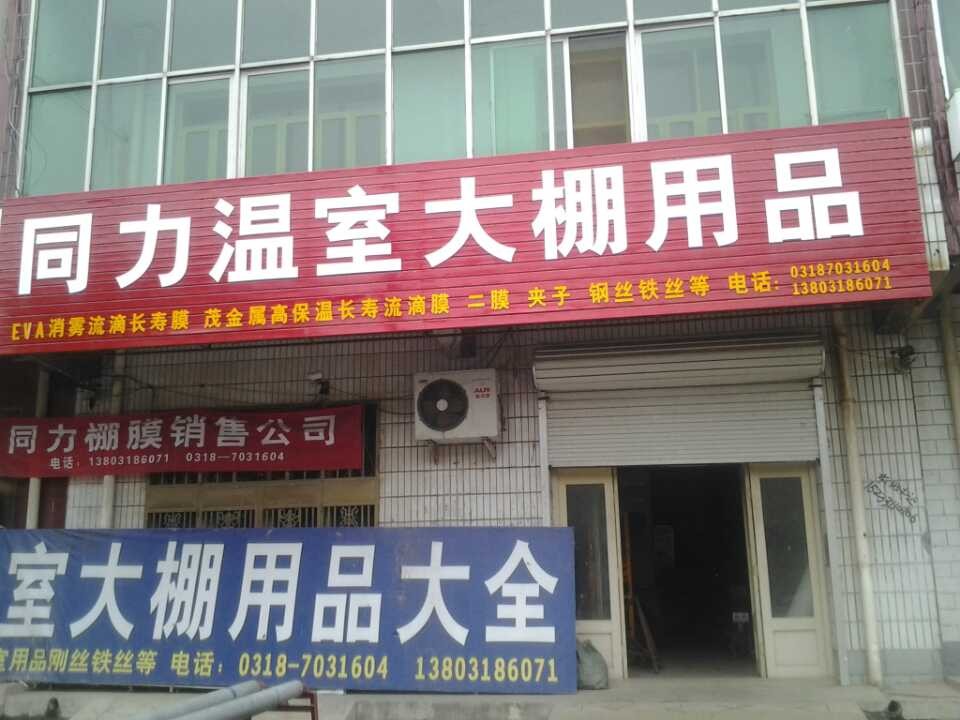 同力温室大棚用品
EVA消雾流滴长寿膜 茂金属高保温长寿流滴膜 二膜 夹子 钢丝铁丝等 电话: 03187031604
13803186071
AUX
同力棚膜销售公司
电话: 13803186071 0318-7031604
室大棚用品大全
室用品刚丝铁丝等 电话: 0318-7031604 13803186071